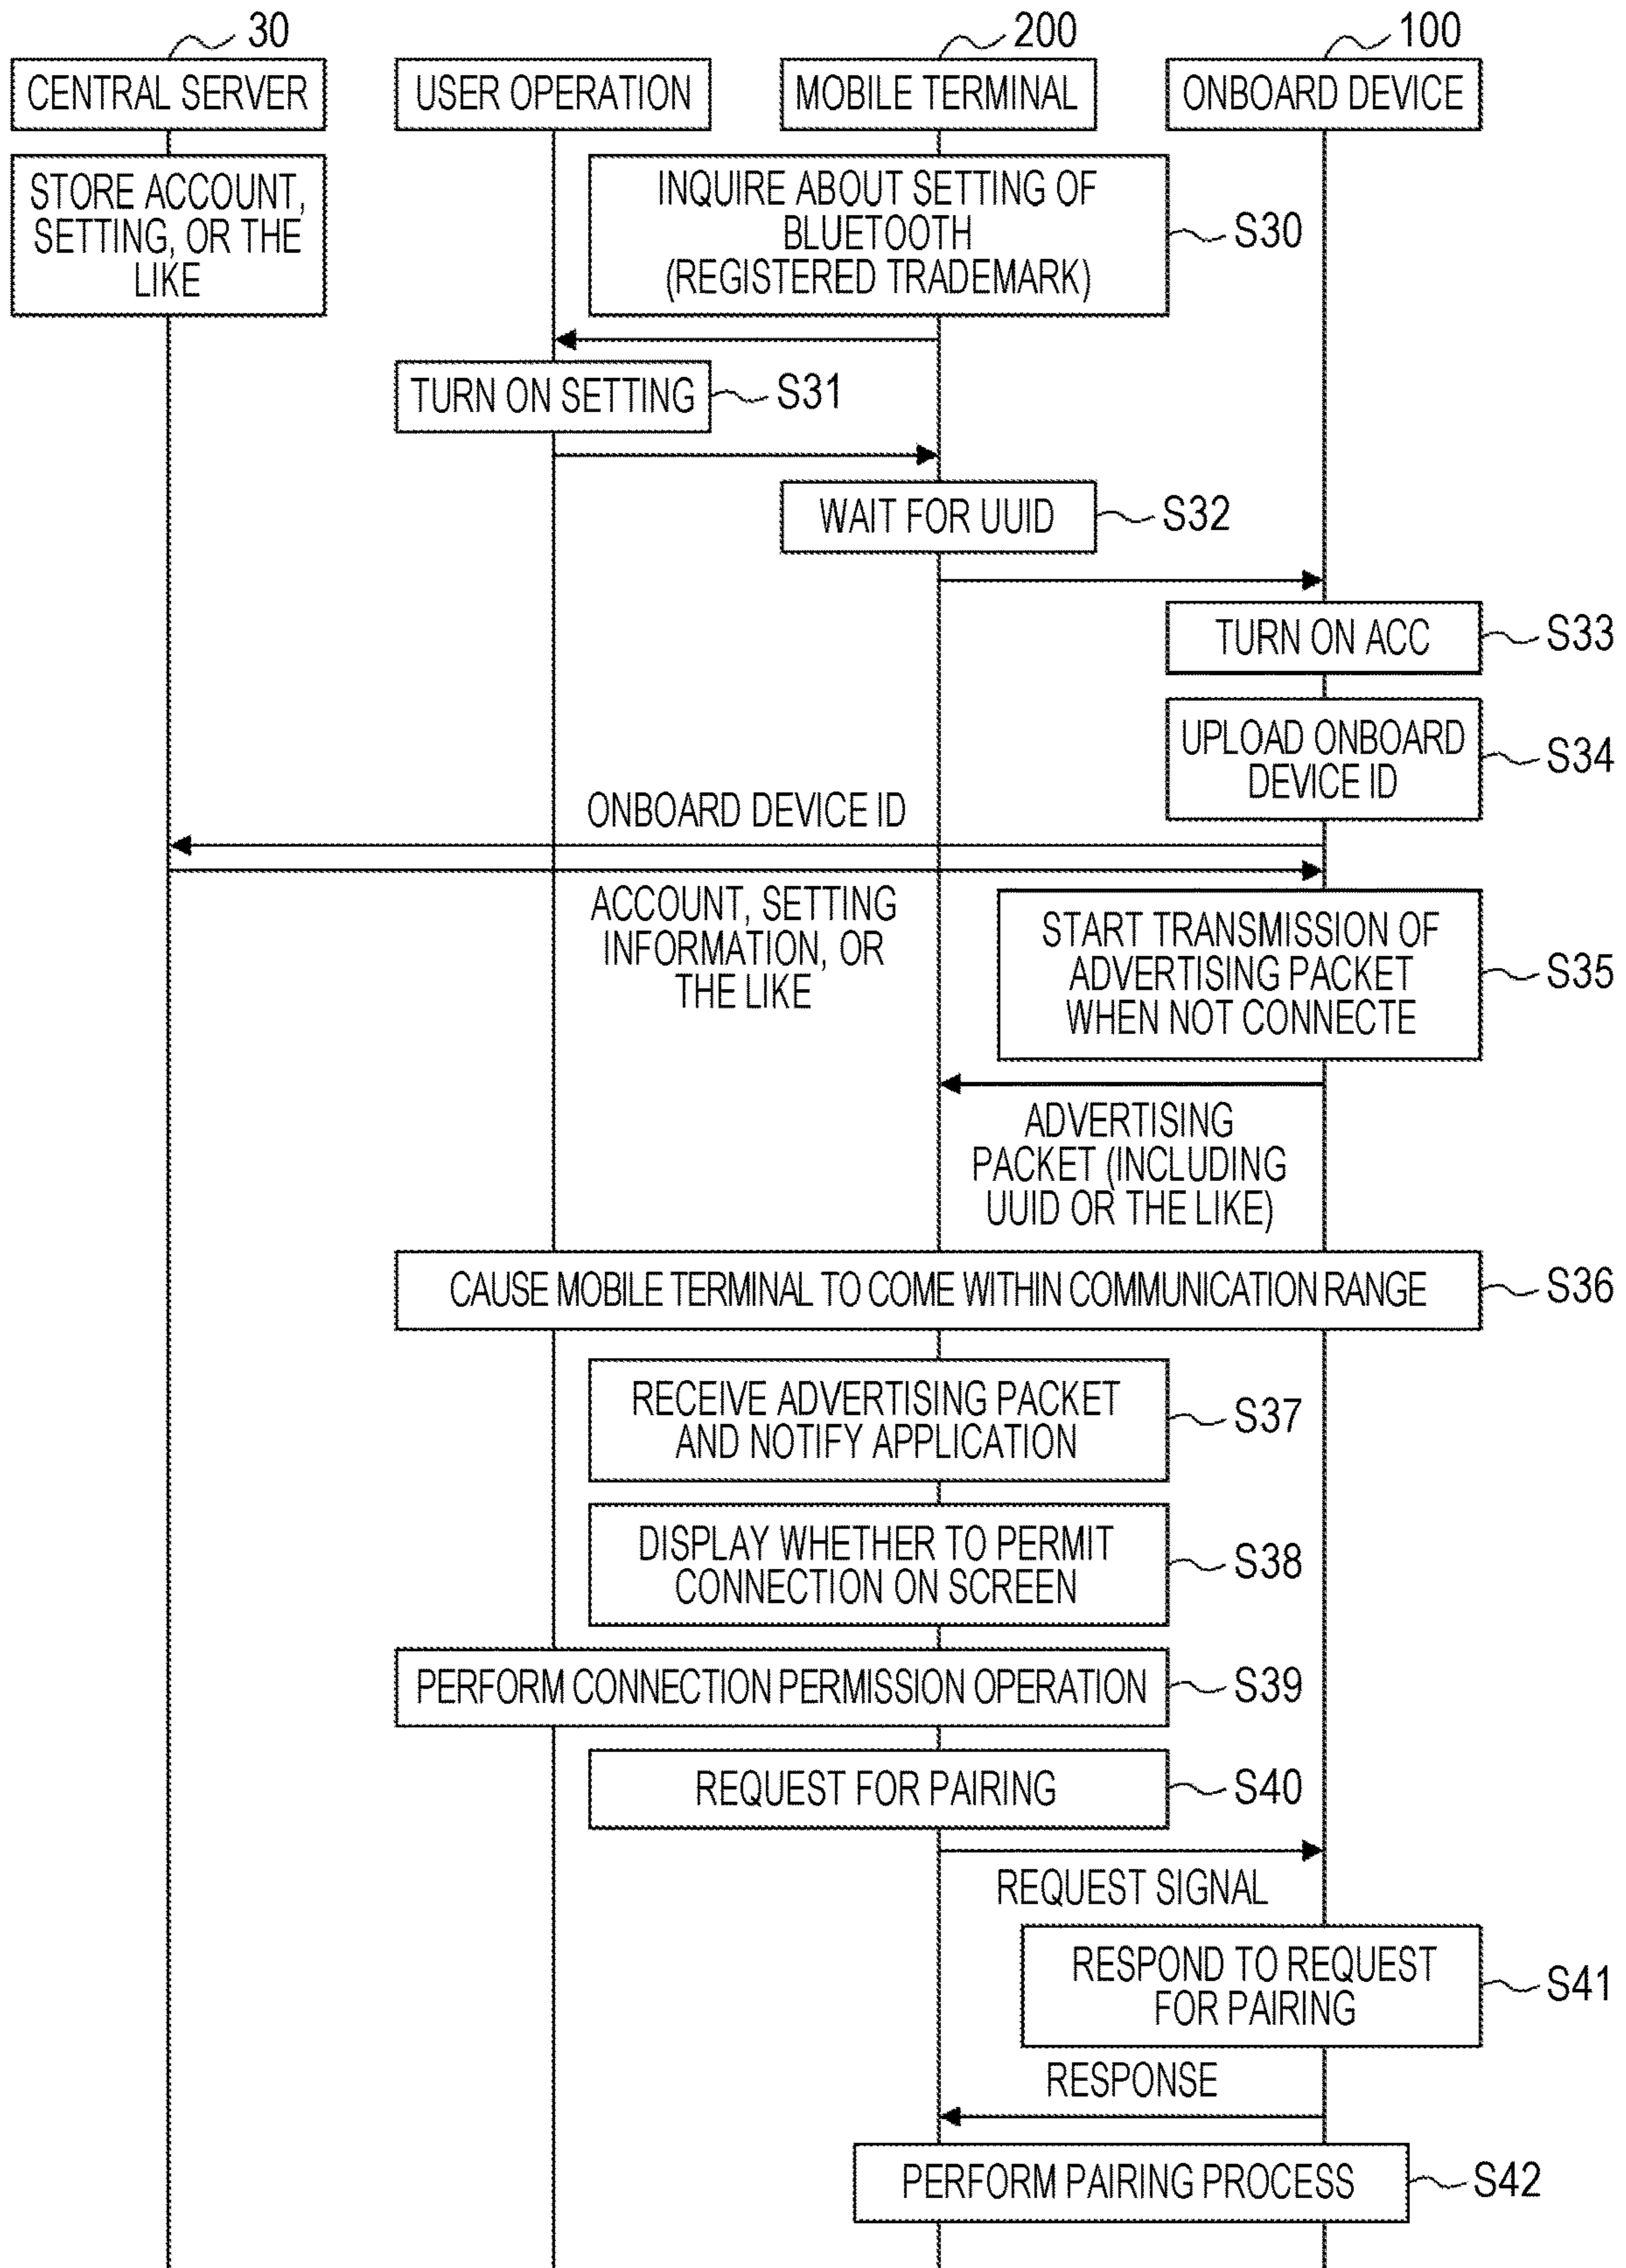 30
200
100
CENTRAL SERVER
USER OPERATION
MOBILE TERMINAL
ONBOARD DEVICE
STORE ACCOUNT,
SETTING, OR THE
LIKE
INQUIRE ABOUT SETTING OF
BLUETOOTH
(REGISTERED TRADEMARK)
S30
TURN ON SETTING
S31
WAIT FOR UUID
S32
TURN ON ACC
S33
UPLOAD ONBOARD
DEVICE ID
S34
ONBOARD DEVICE ID
ACCOUNT, SETTING
INFORMATION, OR
THE LIKE
START TRANSMISSION OF
ADVERTISING PACKET
WHEN NOT CONNECTE
S35
ADVERTISING
PACKET (INCLUDING
UUID OR THE LIKE)
CAUSE MOBILE TERMINAL TO COME WITHIN COMMUNICATION RANGE
S36
RECEIVE ADVERTISING PACKET
AND NOTIFY APPLICATION
S37
DISPLAY WHETHER TO PERMIT
CONNECTION ON SCREEN
S38
PERFORM CONNECTION PERMISSION OPERATION
S39
REQUEST FOR PAIRING
S40
REQUEST SIGNAL
RESPOND TO REQUEST
FOR PAIRING
S41
RESPONSE
PERFORM PAIRING PROCESS
S42